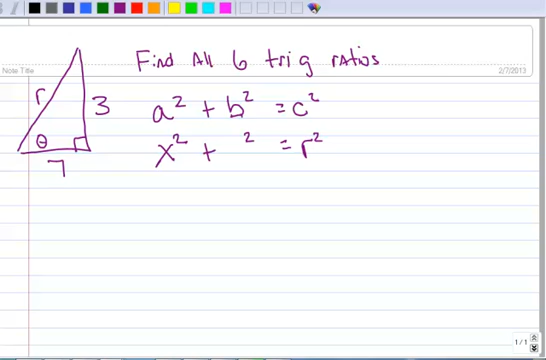 Find All 6 trig ratios
Note Title
2/7/2013
r
3
θ
7
a² + b² = c²
x² + ² = r²
1/1